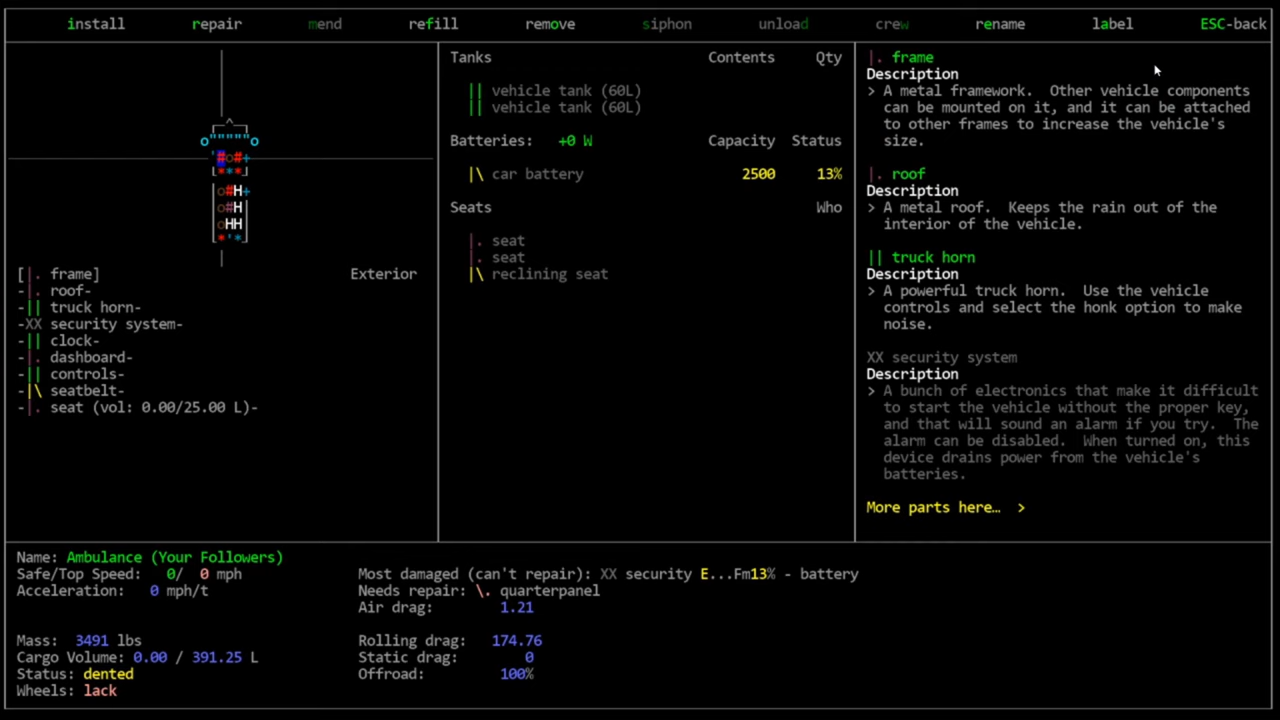 install repair mend refill remove siphon unload crew rename label ESC-back
Tanks Contents Qty
|| vehicle tank (60L)
|| vehicle tank (60L)
Batteries: +0 W Capacity Status
|\ car battery 2500 13%
Seats Who
|. seat
|. seat
|\ reclining seat
[|. frame] Exterior
-|. roof-
-|| truck horn-
-XX security system-
-|| clock-
-|. dashboard-
-|| controls-
-|\ seatbelt-
-|. seat (vol: 0.00/25.00 L)-
|. frame
Description
> A metal framework. Other vehicle components
can be mounted on it, and it can be attached
to other frames to increase the vehicle's
size.
|. roof
Description
> A metal roof. Keeps the rain out of the
interior of the vehicle.
|| truck horn
Description
> A powerful truck horn. Use the vehicle
controls and select the honk option to make
noise.
XX security system
Description
> A bunch of electronics that make it difficult
to start the vehicle without the proper key,
and that will sound an alarm if you try. The
alarm can be disabled. When turned on, this
device drains power from the vehicle's
batteries.
More parts here… >
Name: Ambulance (Your Followers)
Safe/Top Speed: 0/ 0 mph
Acceleration: 0 mph/t
Mass: 3491 lbs
Cargo Volume: 0.00 / 391.25 L
Status: dented
Wheels: lack
Most damaged (can't repair): XX security E...Fm13% - battery
Needs repair: \. quarterpanel
Air drag: 1.21
Rolling drag: 174.76
Static drag: 0
Offroad: 100%